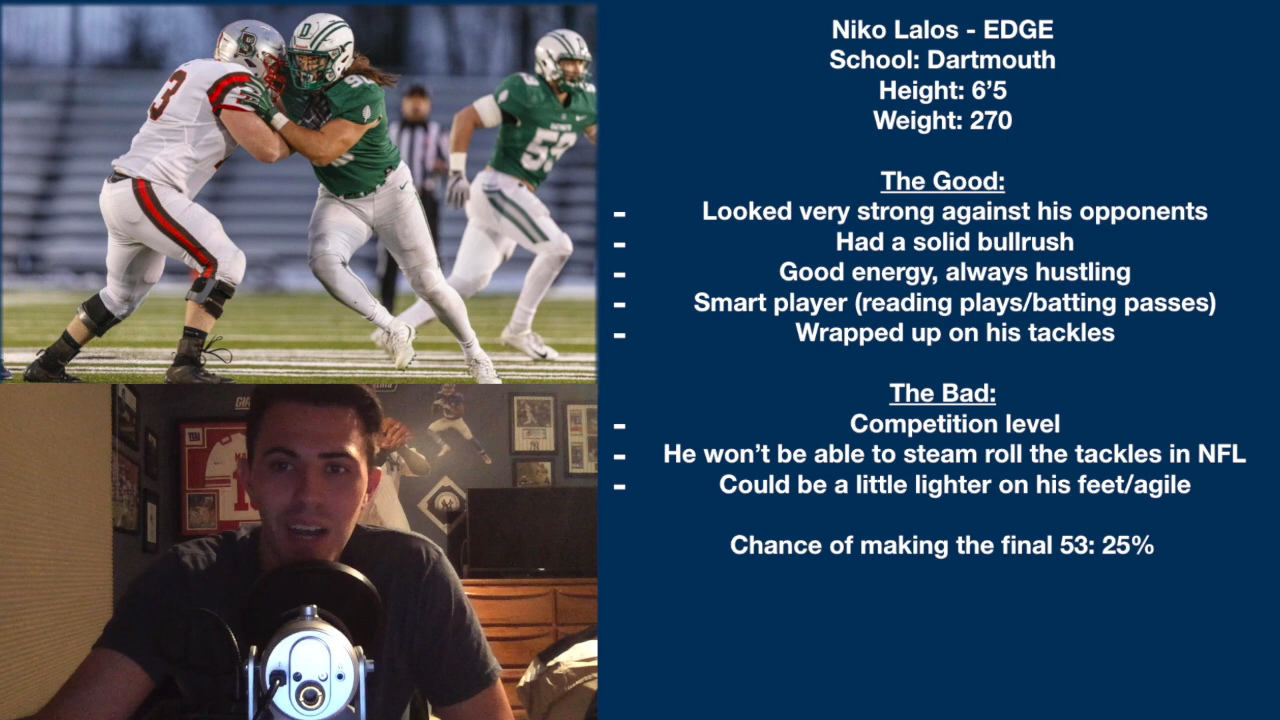 Niko Lalos - EDGE
School: Dartmouth
Height: 6’5
Weight: 270
The Good:
- Looked very strong against his opponents
- Had a solid bullrush
- Good energy, always hustling
- Smart player (reading plays/batting passes)
- Wrapped up on his tackles
The Bad:
- Competition level
- He won’t be able to steam roll the tackles in NFL
- Could be a little lighter on his feet/agile
Chance of making the final 53: 25%
B
D
3
59